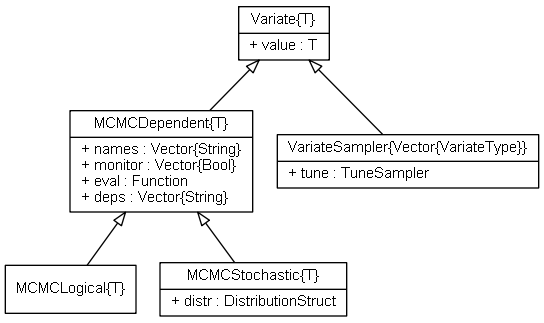 Variate{T}
+ value : T
MCMCDependent{T}
+ names : Vector{String}
+ monitor : Vector{Bool}
+ eval : Function
+ deps : Vector{String}
VariateSampler{Vector{VariateType}}
+ tune : TuneSampler
MCMCLogical{T}
MCMCStochastic{T}
+ distr : DistributionStruct